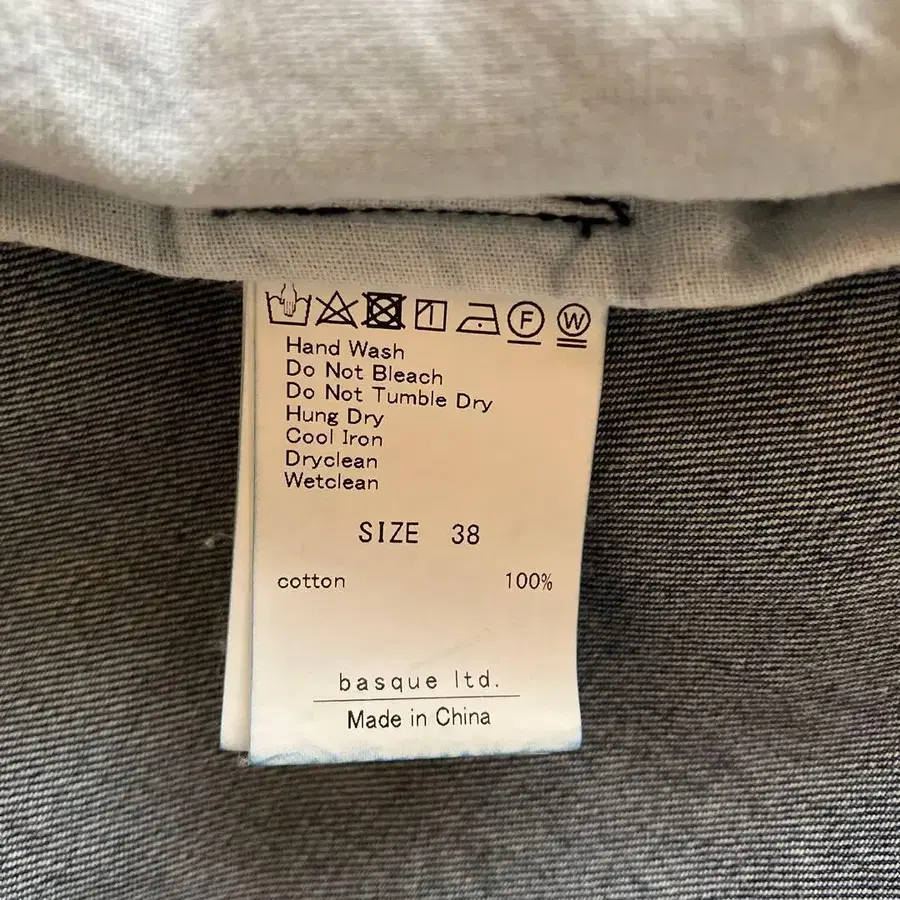 F W
Hand Wash
Do Not Bleach
Do Not Tumble Dry
Hung Dry
Cool Iron
Dryclean
Wetclean
SIZE 38
cotton 100%
basque ltd.
Made in China